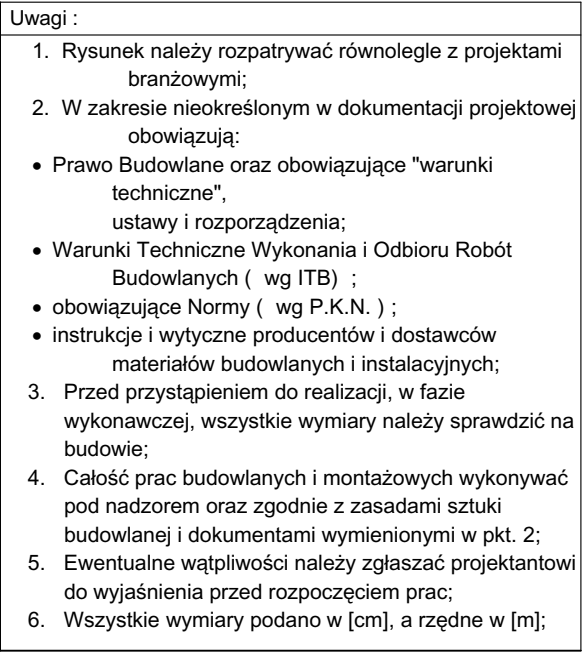 Uwagi :
1. Rysunek należy rozpatrywać równolegle z projektami
branżowymi;
2. W zakresie nieokreślonym w dokumentacji projektowej
obowiązują:
• Prawo Budowlane oraz obowiązujące "warunki
techniczne",
ustawy i rozporządzenia;
• Warunki Techniczne Wykonania i Odbioru Robót
Budowlanych ( wg ITB) ;
• obowiązujące Normy ( wg P.K.N. ) ;
• instrukcje i wytyczne producentów i dostawców
materiałów budowlanych i instalacyjnych;
3. Przed przystąpieniem do realizacji, w fazie
wykonawczej, wszystkie wymiary należy sprawdzić na
budowie;
4. Całość prac budowlanych i montażowych wykonywać
pod nadzorem oraz zgodnie z zasadami sztuki
budowlanej i dokumentami wymienionymi w pkt. 2;
5. Ewentualne wątpliwości należy zgłaszać projektantowi
do wyjaśnienia przed rozpoczęciem prac;
6. Wszystkie wymiary podano w [cm], a rzędne w [m];